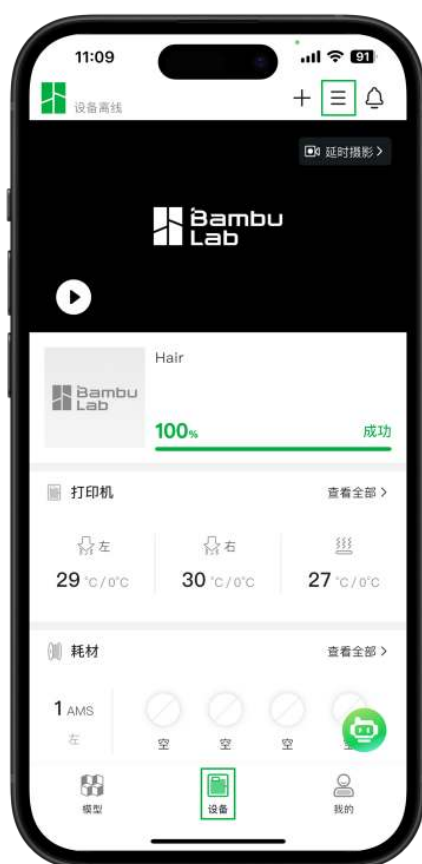 11:09
91
设备离线
延时摄影 >
Bambu
Lab
Hair
Bambu
Lab
100%
成功
打印机
查看全部 >
左
右
29 °C / 0°C
30 °C / 0°C
27 °C / 0°C
耗材
查看全部 >
1 AMS
左
空
空
空
模型
设备
我的